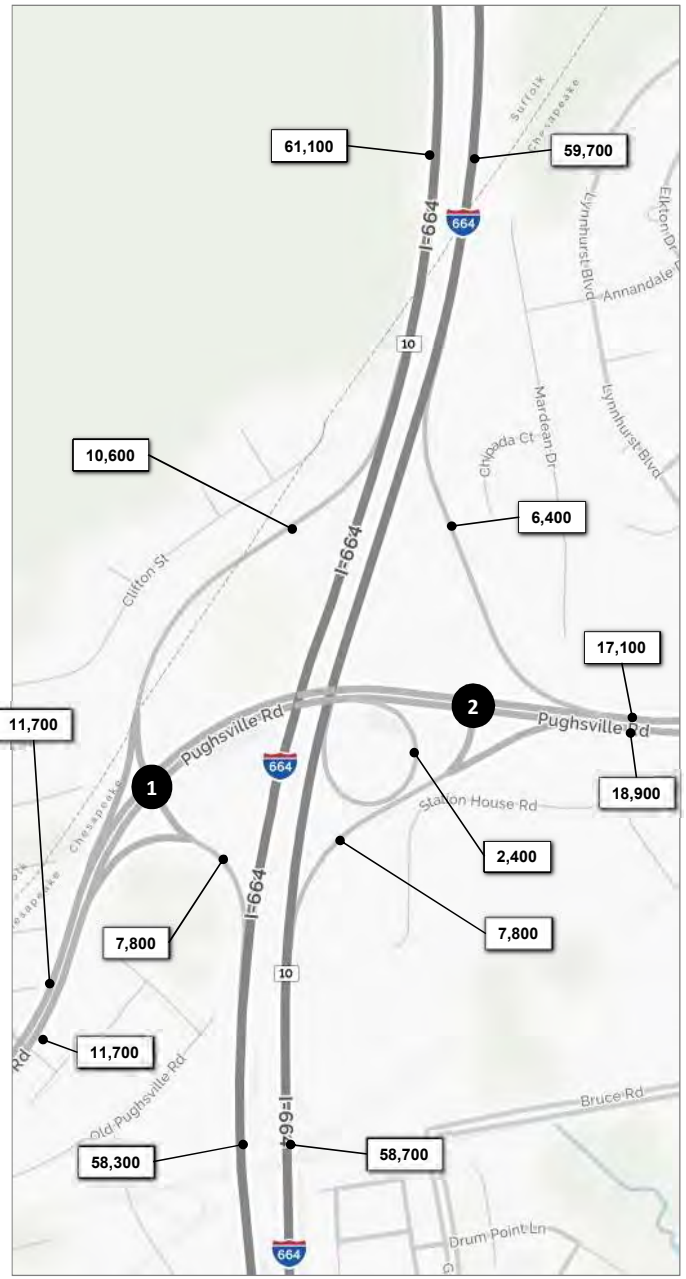 Suffolk
Chesapeake
61,100
59,700
I-664
664
Lynnhurst Blvd
Elkton Dr
Annandale
10
Mardean Dr
Lynnhurst Blvd
Chipada Ct
10,600
6,400
I-664
Clifton St
17,100
11,700
2
Pughsville Rd
Pughsville Rd
664
1
18,900
Chesapeake
Station House Rd
2,400
esapeake
I-664
7,800
7,800
10
11,700
Rd
Old Pughsville Rd
Bruce Rd
I-664
58,300
58,700
Drum Point Ln
664
G